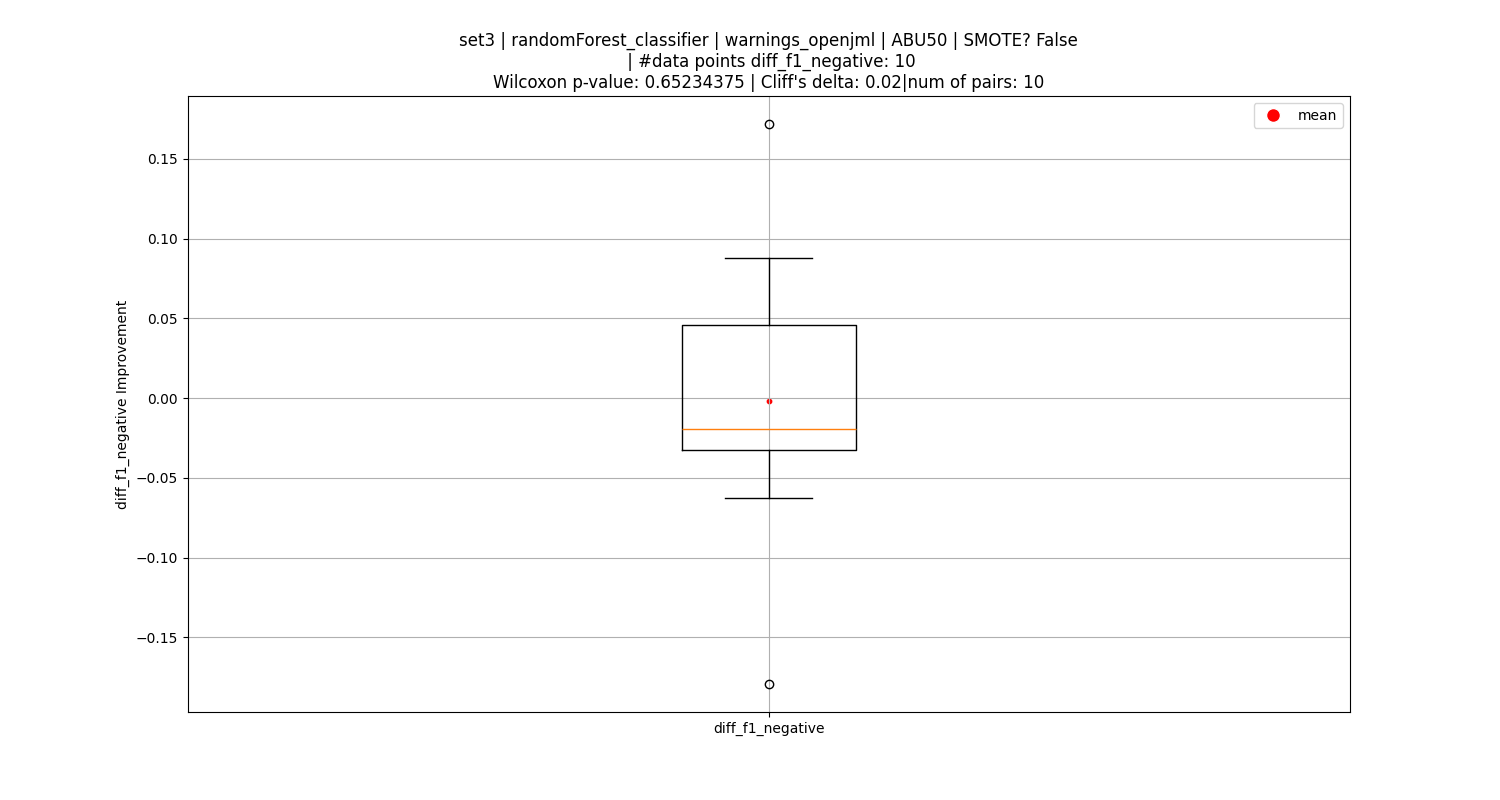 set3 | randomForest_classifier | warnings_openjml | ABU50 | SMOTE? False
| #data points diff_f1_negative: 10
Wilcoxon p-value: 0.65234375 | Cliff's delta: 0.02|num of pairs: 10
mean
0.15
0.10
0.05
0.00
−0.05
−0.10
−0.15
diff_f1_negative Improvement
diff_f1_negative